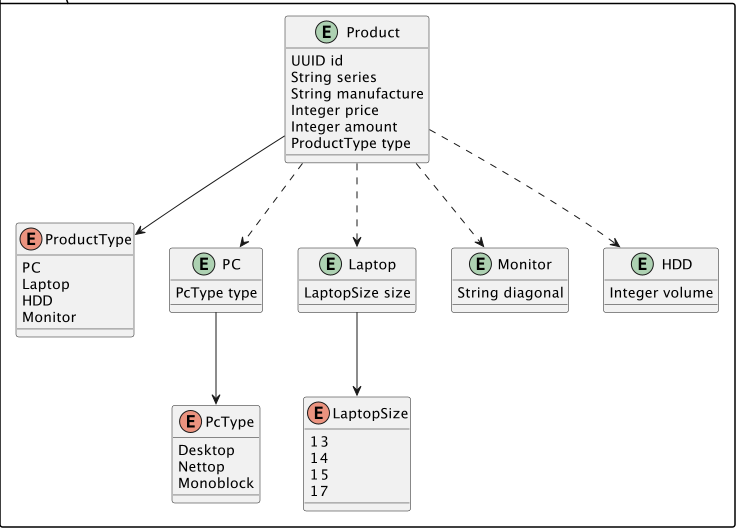 E Product
UUID id
String series
String manufacture
Integer price
Integer amount
ProductType type
E ProductType
PC
Laptop
HDD
Monitor
E PC
PcType type
E Laptop
LaptopSize size
E Monitor
String diagonal
E HDD
Integer volume
E PcType
Desktop
Nettop
Monoblock
E LaptopSize
13
14
15
17